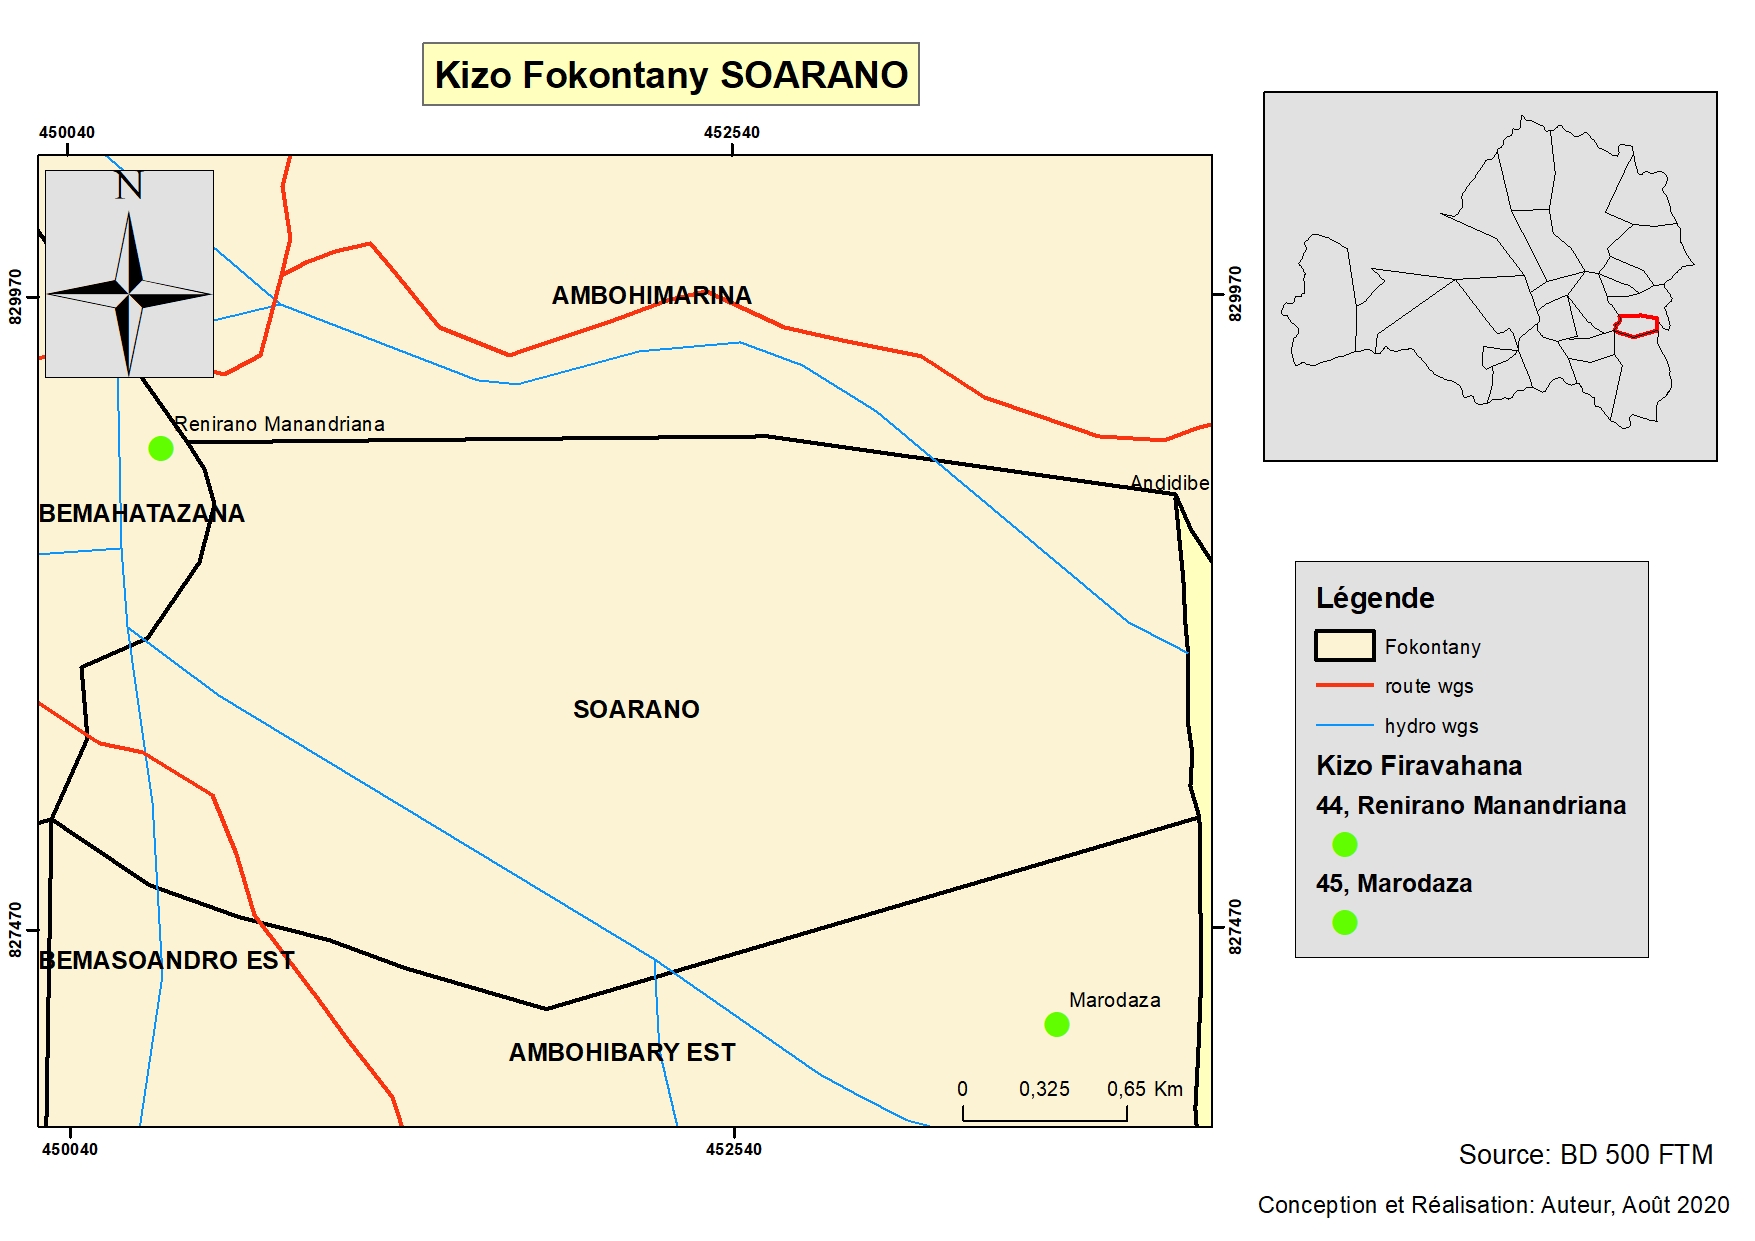 Kizo Fokontany SOARANO
450040
452540
829970
829970
N
AMBOHIMARINA
Renirano Manandriana
Andidibe
BEMAHATAZANA
SOARANO
827470
827470
BEMASOANDRO EST
Marodaza
AMBOHIBARY EST
0 0,325 0,65 Km
450040
452540
Légende
Fokontany
route wgs
hydro wgs
Kizo Firavahana
44, Renirano Manandriana
45, Marodaza
Source: BD 500 FTM
Conception et Réalisation: Auteur, Août 2020